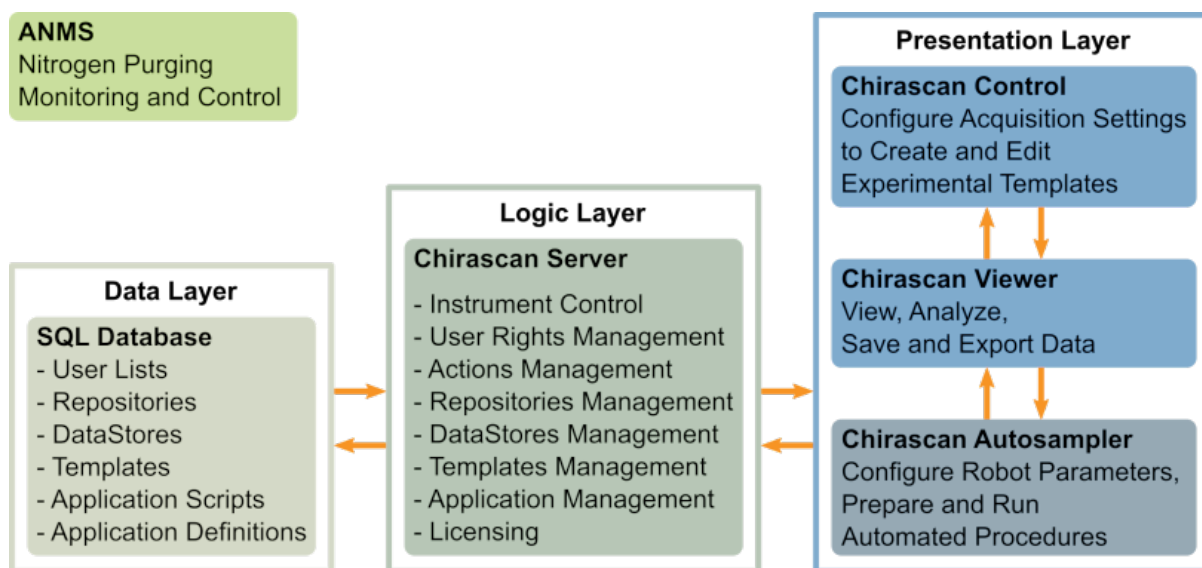 ANMS
Nitrogen Purging
Monitoring and Control
Data Layer
SQL Database
- User Lists
- Repositories
- DataStores
- Templates
- Application Scripts
- Application Definitions
Logic Layer
Chirascan Server
- Instrument Control
- User Rights Management
- Actions Management
- Repositories Management
- DataStores Management
- Templates Management
- Application Management
- Licensing
Presentation Layer
Chirascan Control
Configure Acquisition Settings
to Create and Edit
Experimental Templates
Chirascan Viewer
View, Analyze,
Save and Export Data
Chirascan Autosampler
Configure Robot Parameters,
Prepare and Run
Automated Procedures